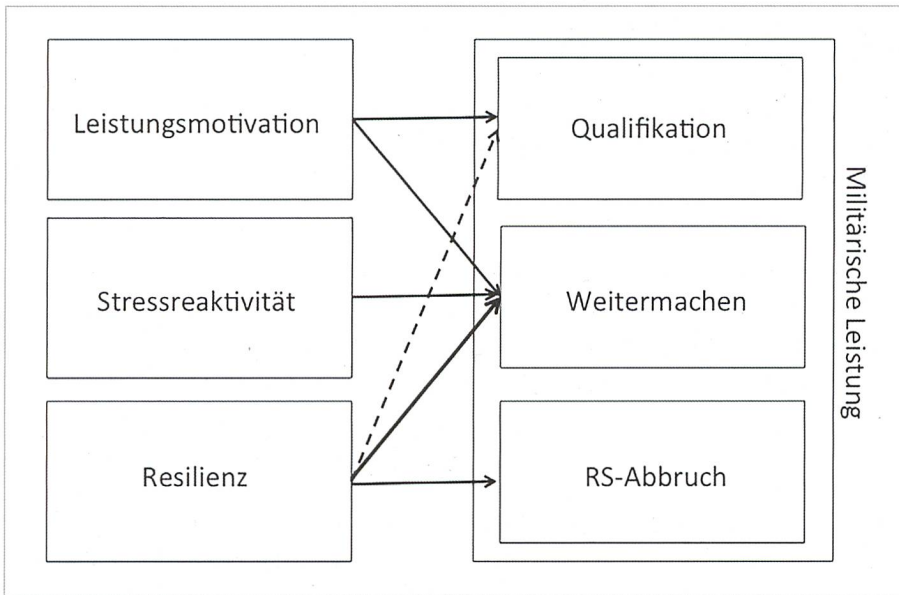 Leistungsmotivation
Stressreaktivität
Resilienz
Qualifikation
Weitermachen
RS-Abbruch
Militärische Leistung